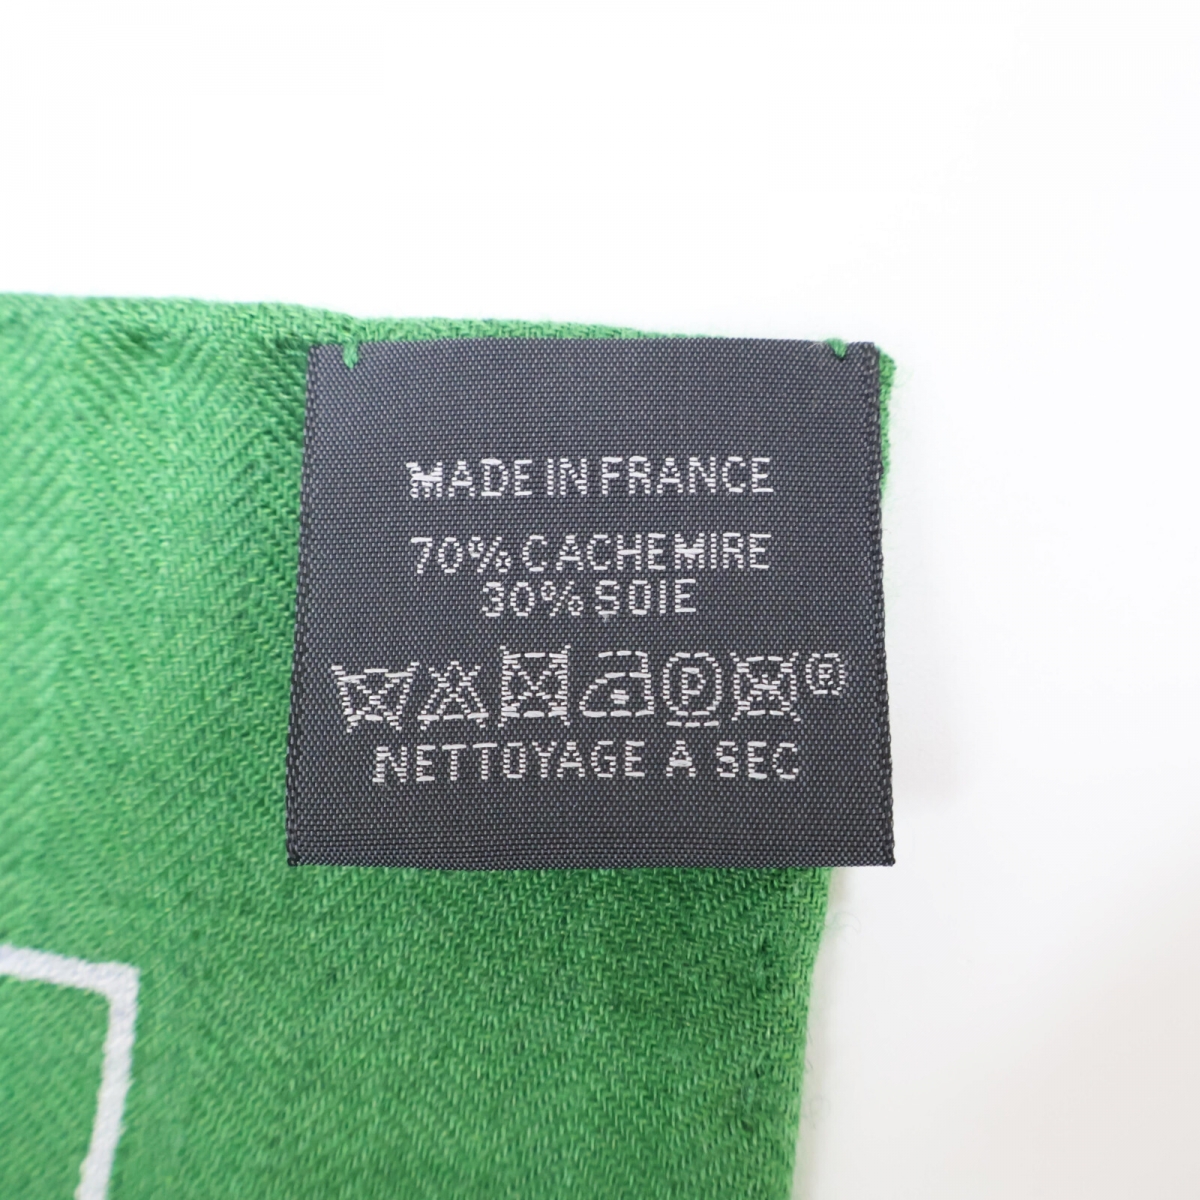 MADE IN FRANCE
70% CACHEMIRE
30% SOIE
P ®
NETTOYAGE A SEC